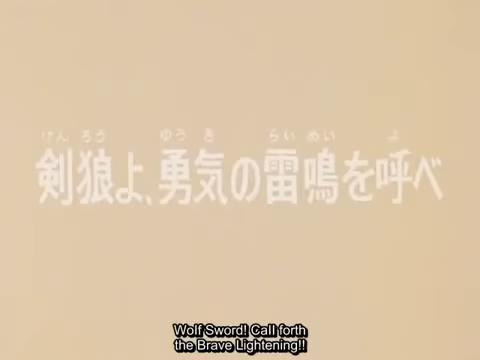 けん ろう ゆう き らい めい よ
剣狼よ、勇気の雷鳴を呼べ
Wolf Sword! Call forth
the Brave Lightening!!